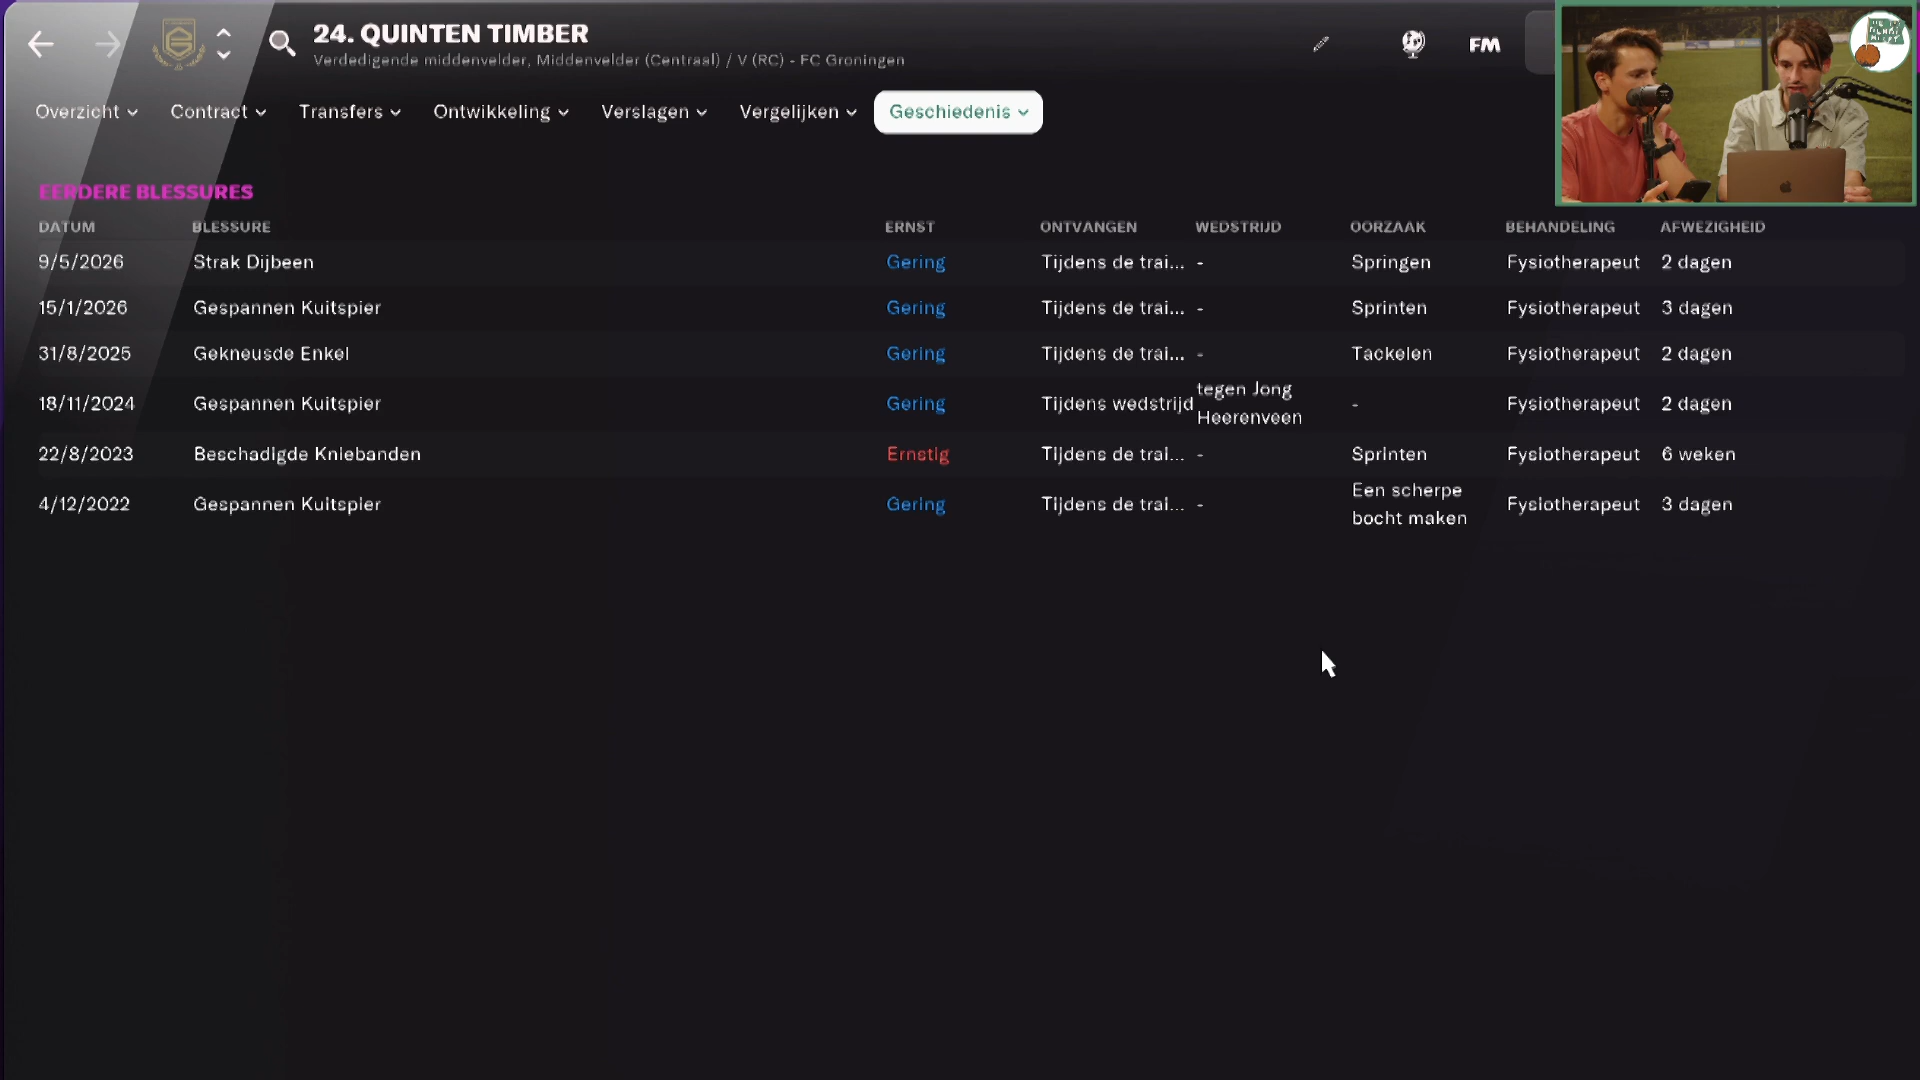 24. QUINTEN TIMBER
Verdedigende middenvelder, Middenvelder (Centraal) / V (RC) - FC Groningen
FM
Overzicht
Contract
Transfers
Ontwikkeling
Verslagen
Vergelijken
Geschiedenis
EERDERE BLESSURES
DATUM BLESSURE ERNST ONTVANGEN WEDSTRIJD OORZAAK BEHANDELING AFWEZIGHEID
9/5/2026 Strak Dijbeen Gering Tijdens de trai... - Springen Fysiotherapeut 2 dagen
15/1/2026 Gespannen Kuitspier Gering Tijdens de trai... - Sprinten Fysiotherapeut 3 dagen
31/8/2025 Gekneusde Enkel Gering Tijdens de trai... - Tackelen Fysiotherapeut 2 dagen
18/11/2024 Gespannen Kuitspier Gering Tijdens wedstrijd tegen Jong Heerenveen - Fysiotherapeut 2 dagen
22/8/2023 Beschadigde Kniebanden Ernstig Tijdens de trai... - Sprinten Fysiotherapeut 6 weken
4/12/2022 Gespannen Kuitspier Gering Tijdens de trai... - Een scherpe bocht maken Fysiotherapeut 3 dagen